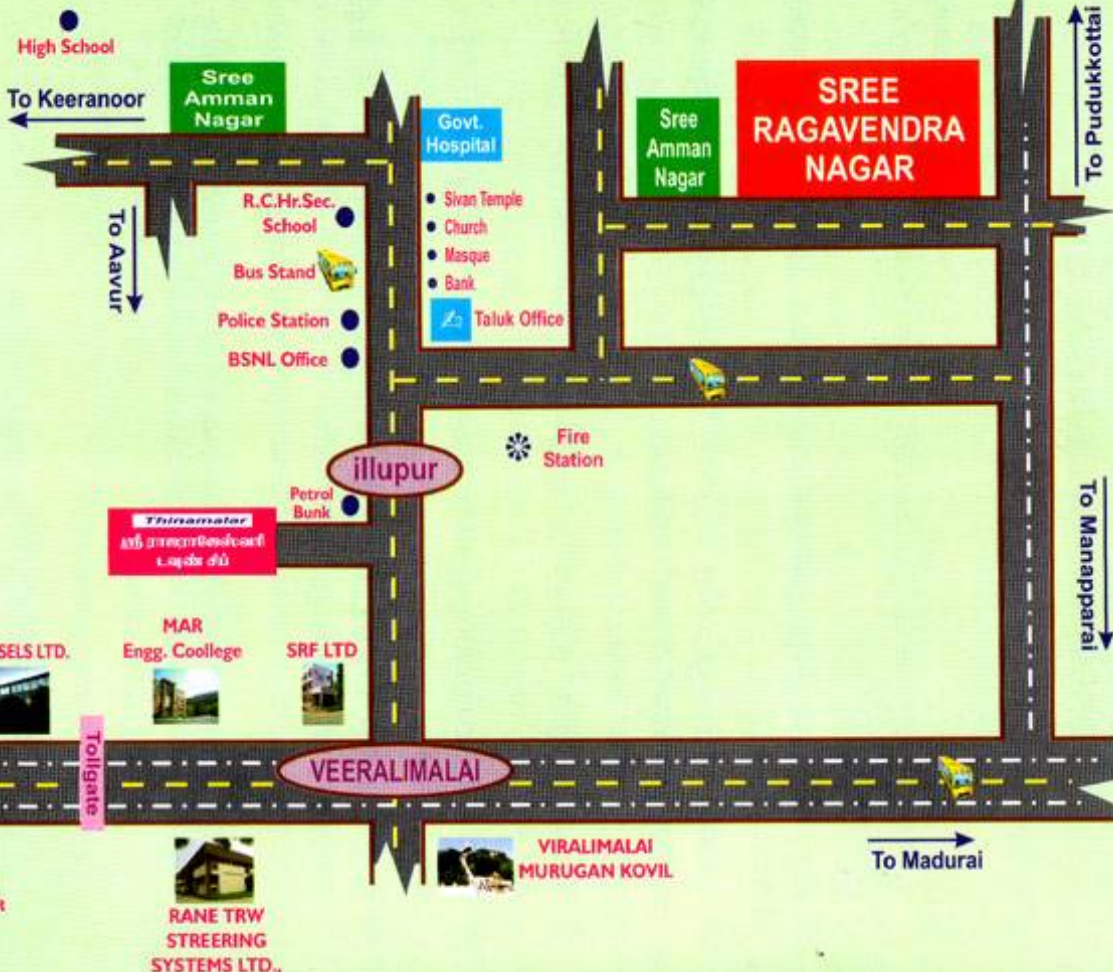 High School
To Keeranoor
Sree
Amman
Nagar
Govt.
Hospital
Sree
Amman
Nagar
SREE
RAGAVENDRA
NAGAR
To Pudukkottai
To Aavur
R.C.Hr.Sec.
School
Sivan Temple
Church
Masque
Bank
Bus Stand
Police Station
Taluk Office
BSNL Office
Fire
Station
illupur
Petrol
Bunk
Thinamalar
ஸ்ரீ ராஜராஜேஸ்வரி
டவுண் சிப்
To Manapparai
SELS LTD.
MAR
Engg. Coollege
SRF LTD
Tollgate
VEERALIMALAI
VIRALIMALAI
MURUGAN KOVIL
To Madurai
RANE TRW
STREERING
SYSTEMS LTD.,